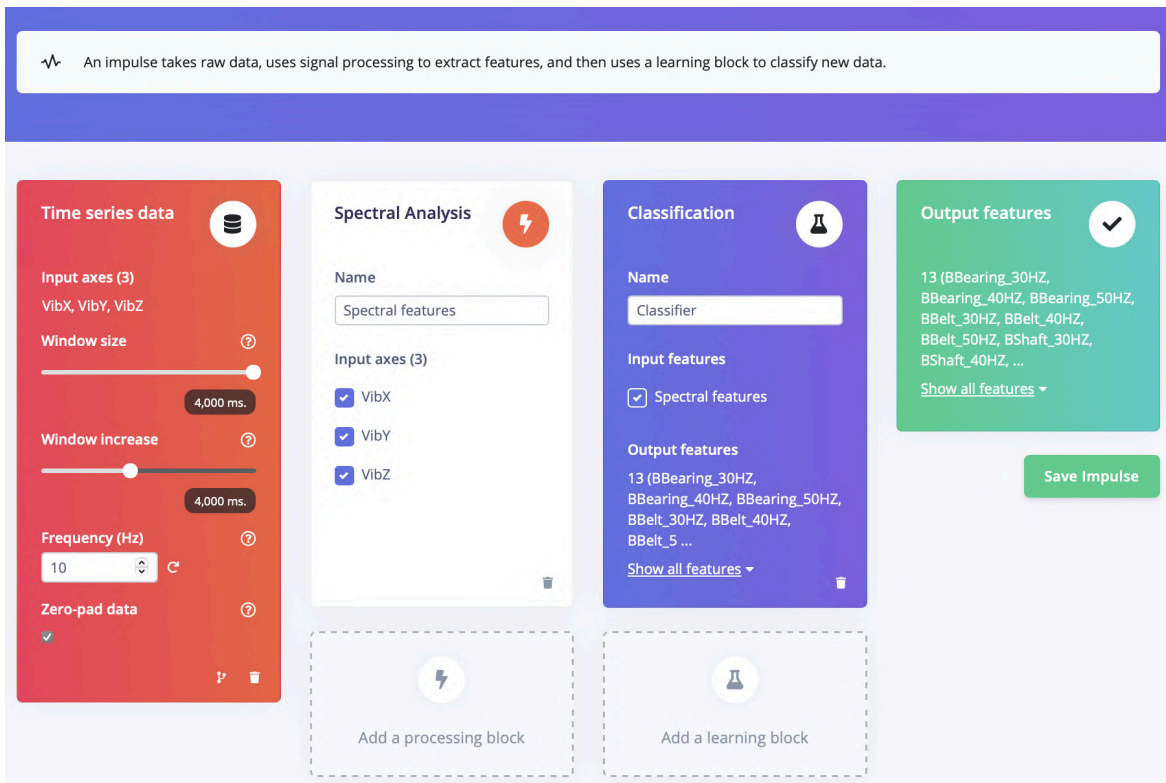 An impulse takes raw data, uses signal processing to extract features, and then uses a learning block to classify new data.
Time series data
Input axes (3)
VibX, VibY, VibZ
Window size
4,000 ms.
Window increase
4,000 ms.
Frequency (Hz)
10
Zero-pad data
Spectral Analysis
Name
Spectral features
Input axes (3)
VibX
VibY
VibZ
Add a processing block
Classification
Name
Classifier
Input features
Spectral features
Output features
13 (BBearing_30HZ,
BBearing_40HZ, BBearing_50HZ,
BBelt_30HZ, BBelt_40HZ,
BBelt_5 ...
Show all features
Add a learning block
Output features
13 (BBearing_30HZ,
BBearing_40HZ, BBearing_50HZ,
BBelt_30HZ, BBelt_40HZ,
BBelt_50HZ, BShaft_30HZ,
BShaft_40HZ, ...
Show all features
Save Impulse